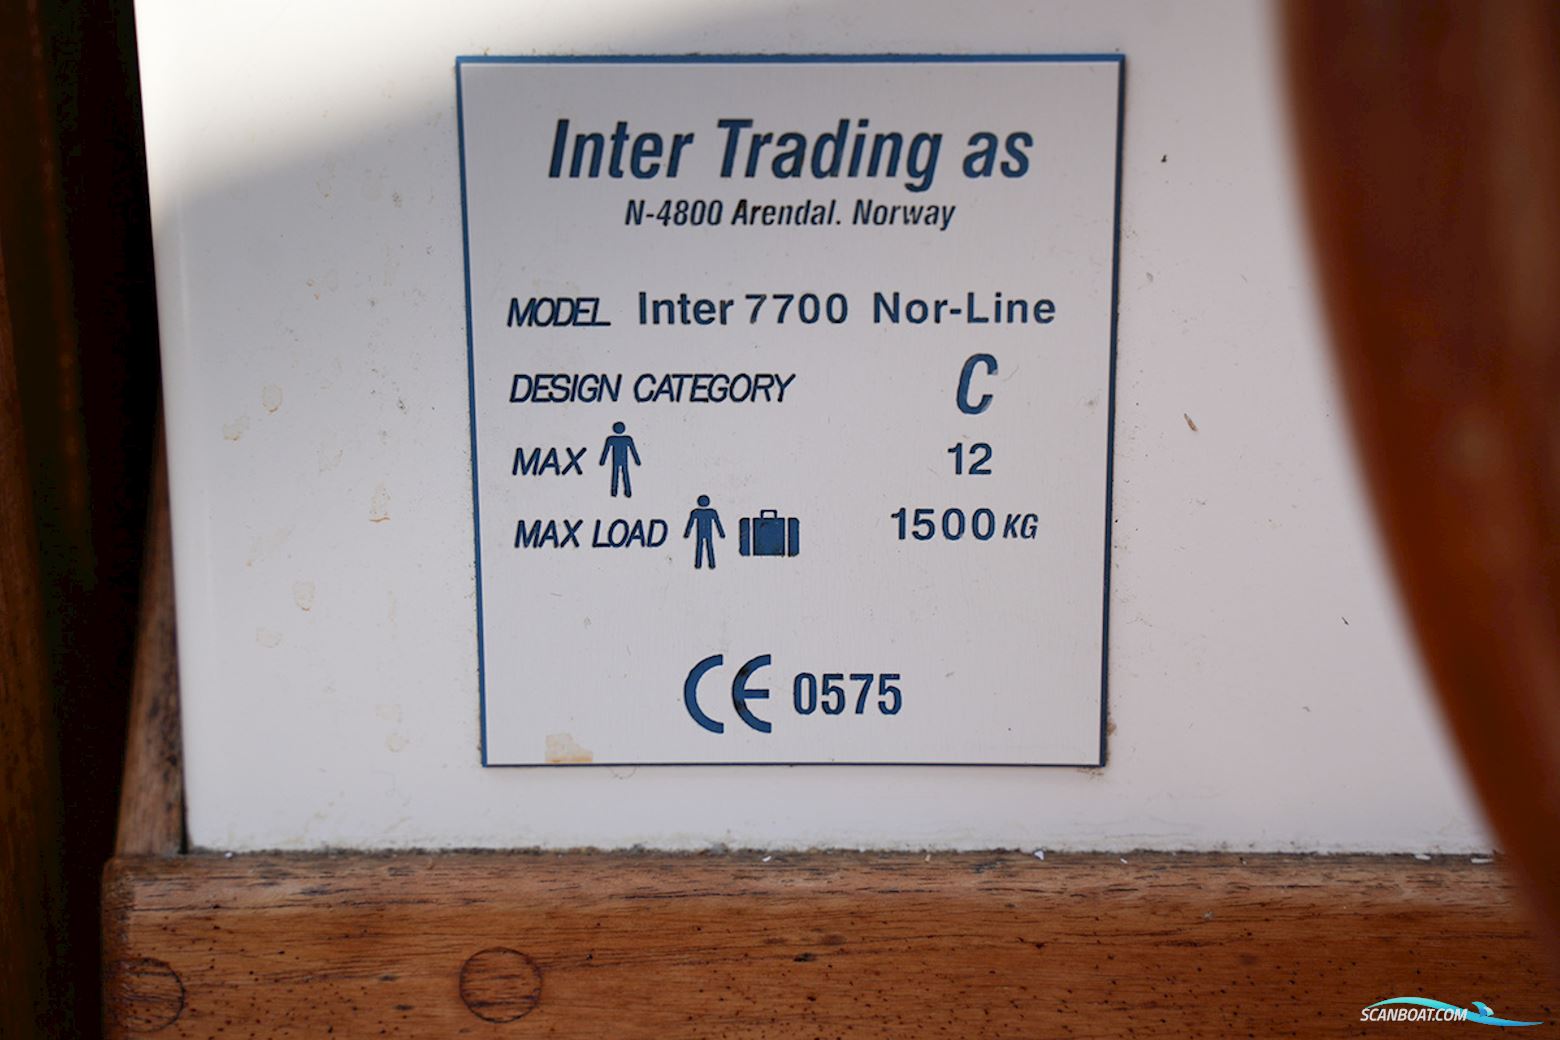 Inter Trading as
N-4800 Arendal. Norway
MODEL Inter 7700 Nor-Line
DESIGN CATEGORY C
MAX 12
MAX LOAD 1500 KG
CE 0575
SCANBOAT.COM